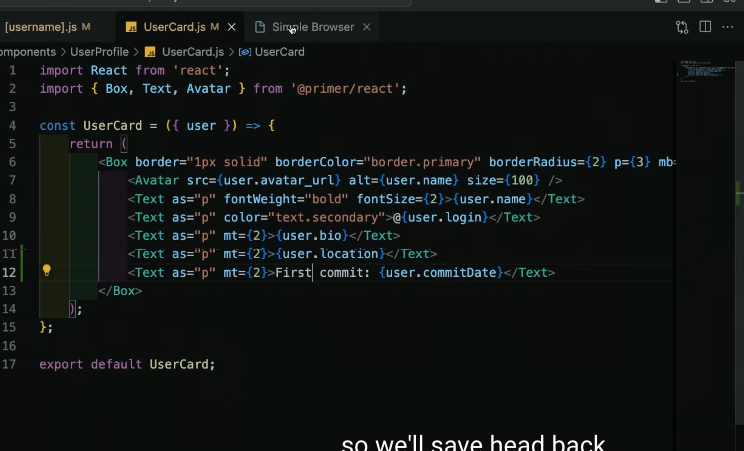 [username].js M
JS UserCard.js M
Simple Browser
omponents > UserProfile > JS UserCard.js > UserCard
1 import React from 'react';
2 import { Box, Text, Avatar } from '@primer/react';
3
4 const UserCard = ({ user }) => {
5 return (
6 <Box border="1px solid" borderColor="border.primary" borderRadius={2} p={3} mb=
7 <Avatar src={user.avatar_url} alt={user.name} size={100} />
8 <Text as="p" fontWeight="bold" fontSize={2}>{user.name}</Text>
9 <Text as="p" color="text.secondary">@{user.login}</Text>
10 <Text as="p" mt={2}>{user.bio}</Text>
11 <Text as="p" mt={2}>{user.location}</Text>
12 <Text as="p" mt={2}>First commit: {user.commitDate}</Text>
13 </Box>
14 );
15 };
16
17 export default UserCard;
so we'll save head back